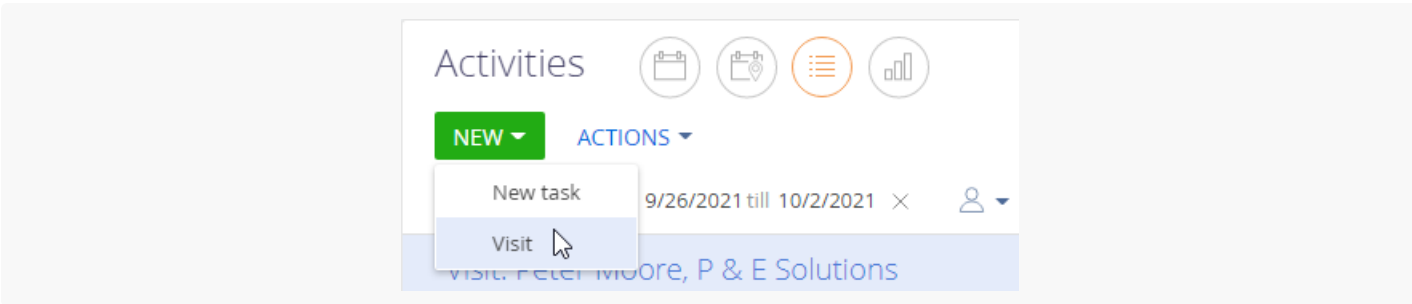 Activities
NEW ACTIONS
New task
9/26/2021 till 10/2/2021
Visit
Visit: Peter Moore, P & E Solutions